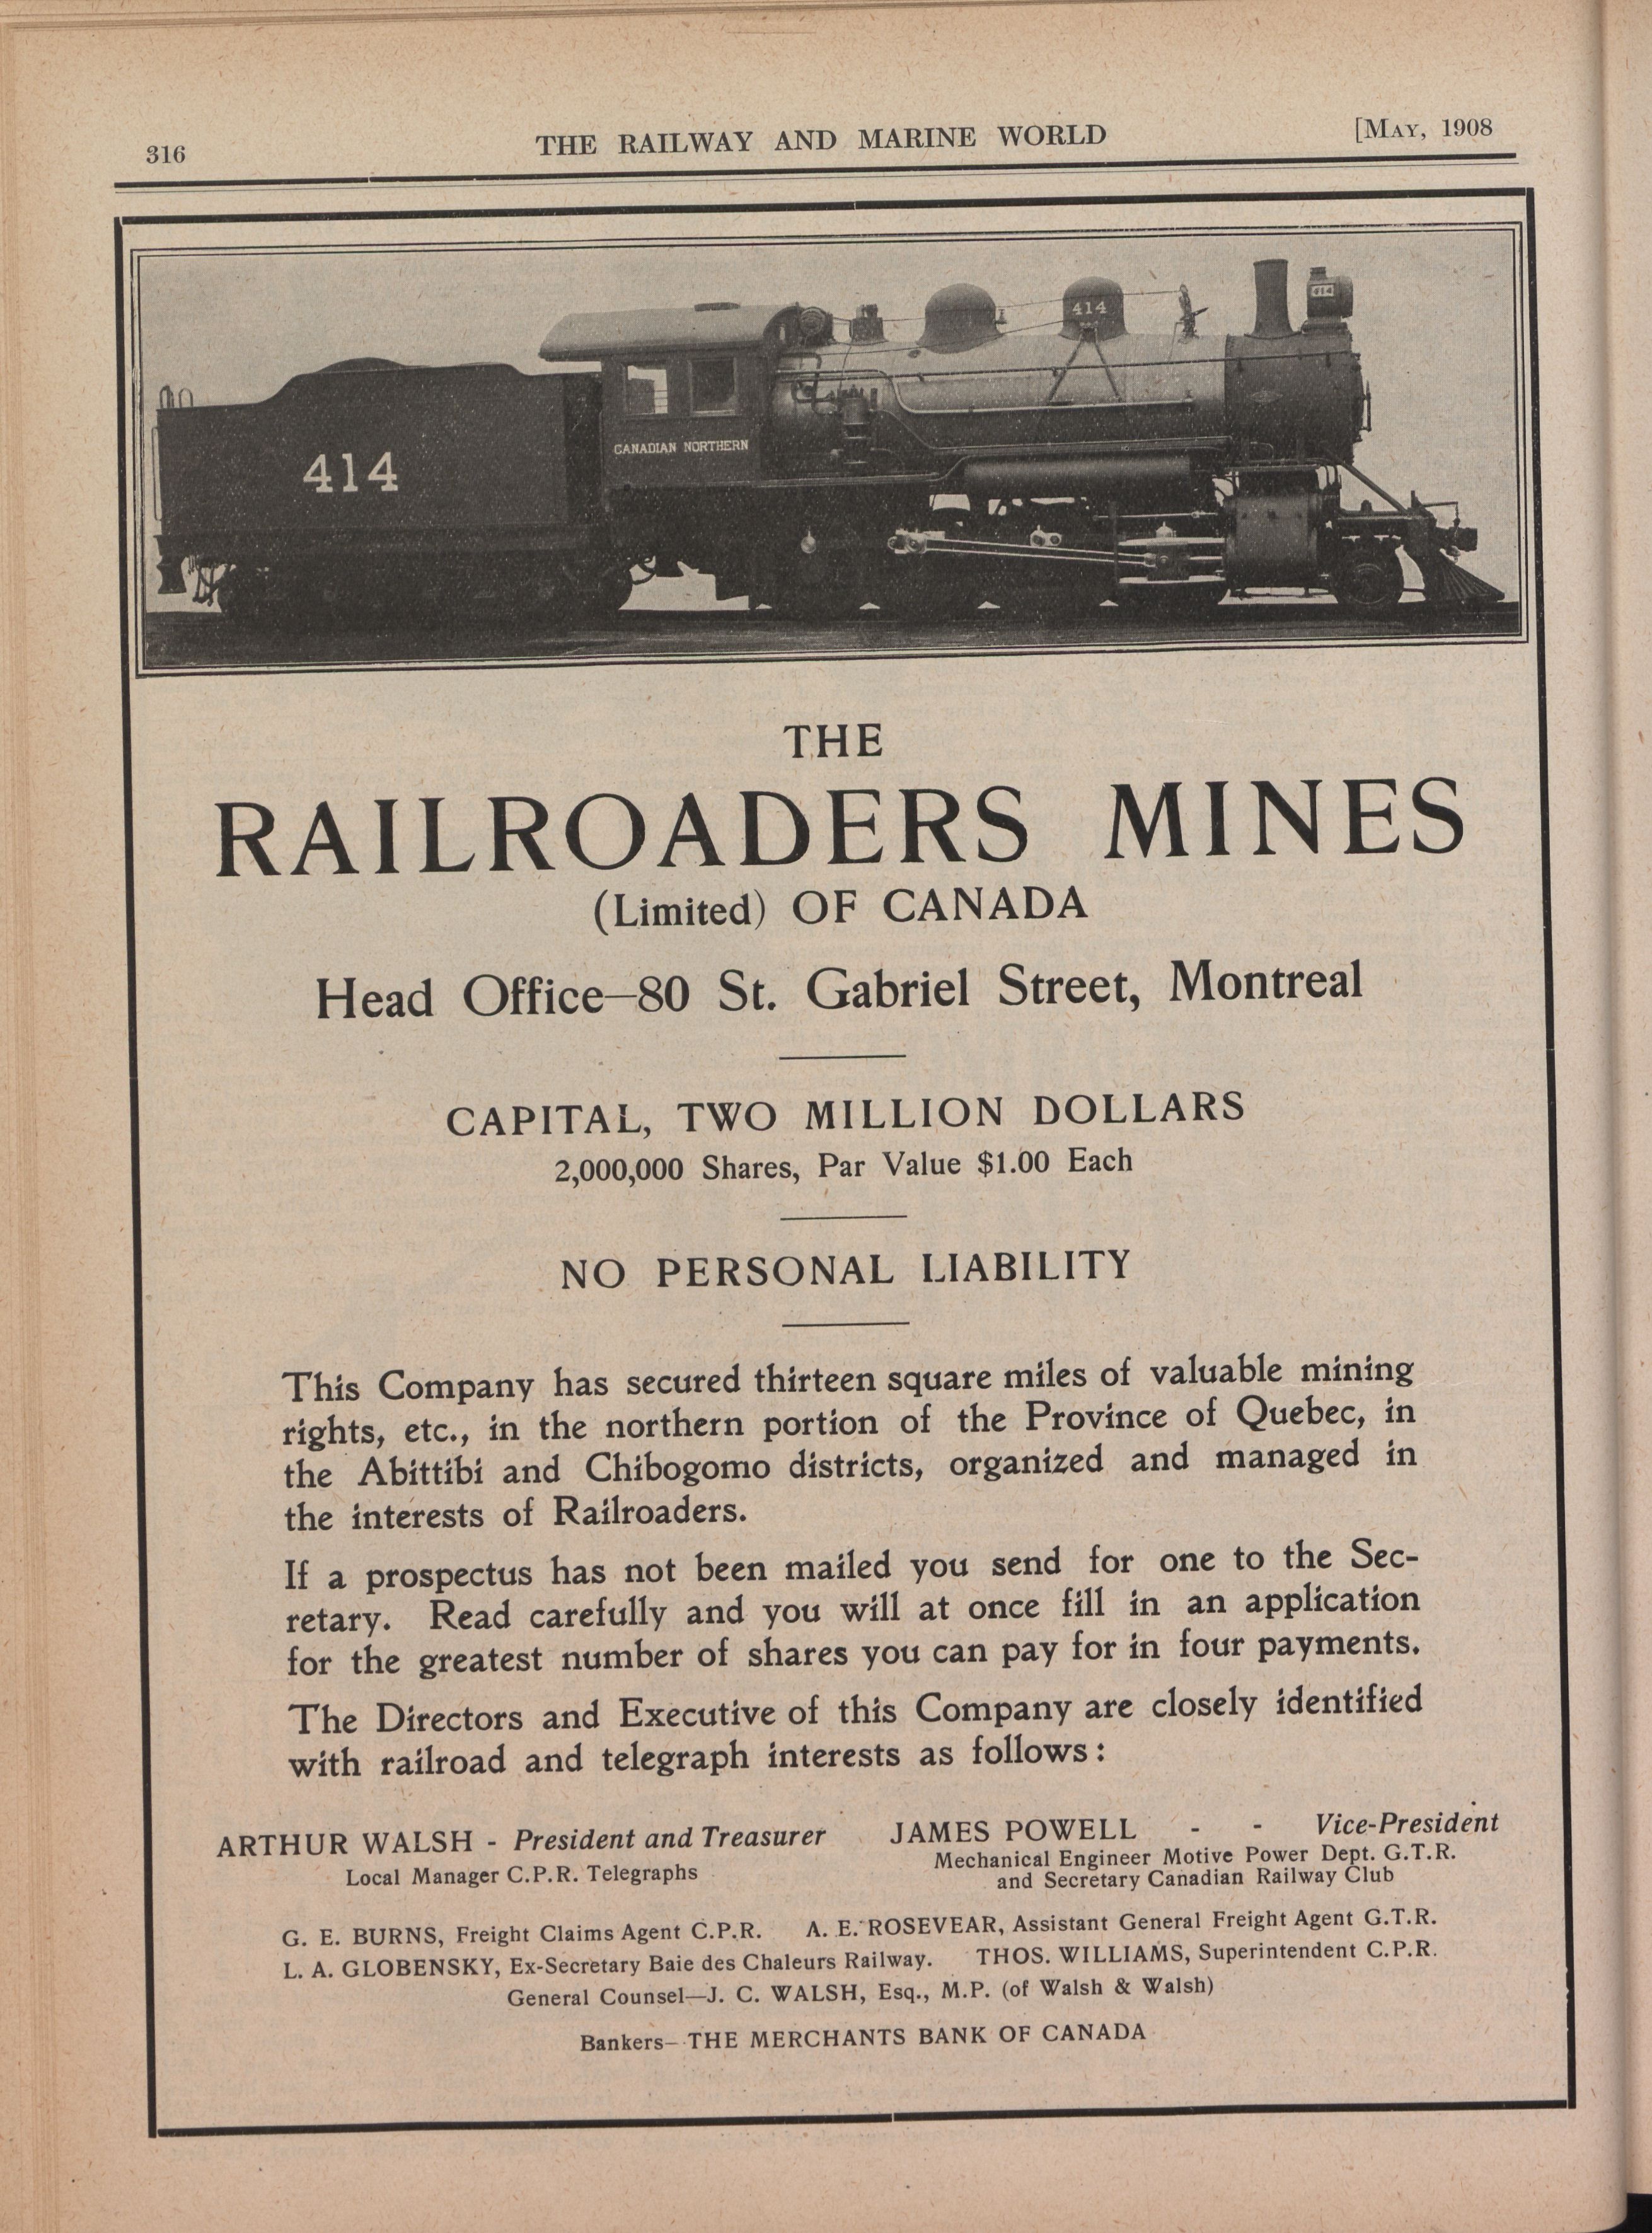 316
THE RAILWAY AND MARINE WORLD
[MAY, 1908
414
414
CANADIAN NORTHERN
414
THE
RAILROADERS MINES
(Limited) OF CANADA
Head Office–80 St. Gabriel Street, Montreal
CAPITAL, TWO MILLION DOLLARS
2,000,000 Shares, Par Value $1.00 Each
NO PERSONAL LIABILITY
This Company has secured thirteen square miles of valuable mining
rights, etc., in the northern portion of the Province of Quebec, in
the Abittibi and Chibogomo districts, organized and managed in
the interests of Railroaders.
If a prospectus has not been mailed you send for one to the Sec-
retary. Read carefully and you will at once fill in an application
for the greatest number of shares you can pay for in four payments.
The Directors and Executive of this Company are closely identified
with railroad and telegraph interests as follows:
ARTHUR WALSH - President and Treasurer
Local Manager C.P.R. Telegraphs
JAMES POWELL - - Vice-President
Mechanical Engineer Motive Power Dept. G.T.R.
and Secretary Canadian Railway Club
G. E. BURNS, Freight Claims Agent C.P.R. A. E. ROSEVEAR, Assistant General Freight Agent G.T.R.
L. A. GLOBENSKY, Ex-Secretary Baie des Chaleurs Railway. THOS. WILLIAMS, Superintendent C.P.R.
General Counsel—J. C. WALSH, Esq., M.P. (of Walsh & Walsh)
Bankers– THE MERCHANTS BANK OF CANADA